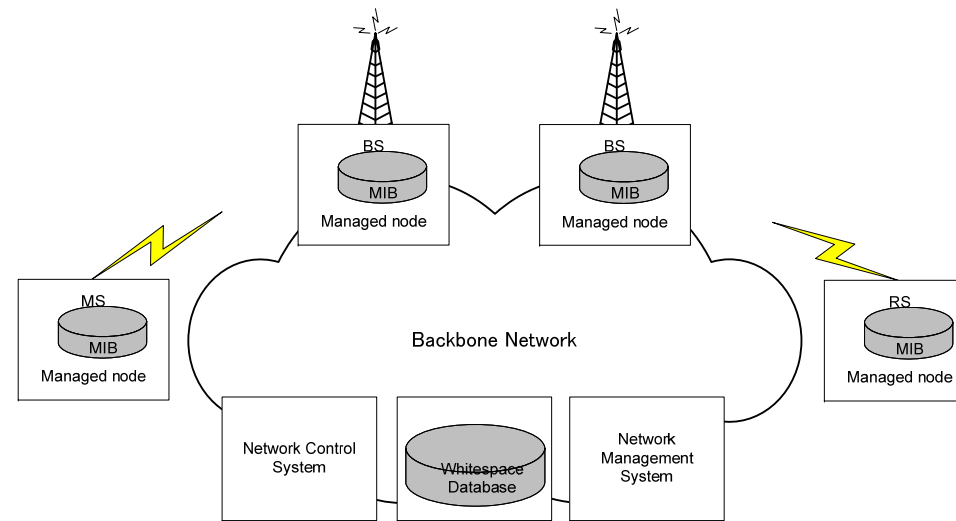 BS
MIB
Managed node
BS
MIB
Managed node
MS
MIB
Managed node
RS
MIB
Managed node
Backbone Network
Network Control
System
Whitespace
Database
Network
Management
System